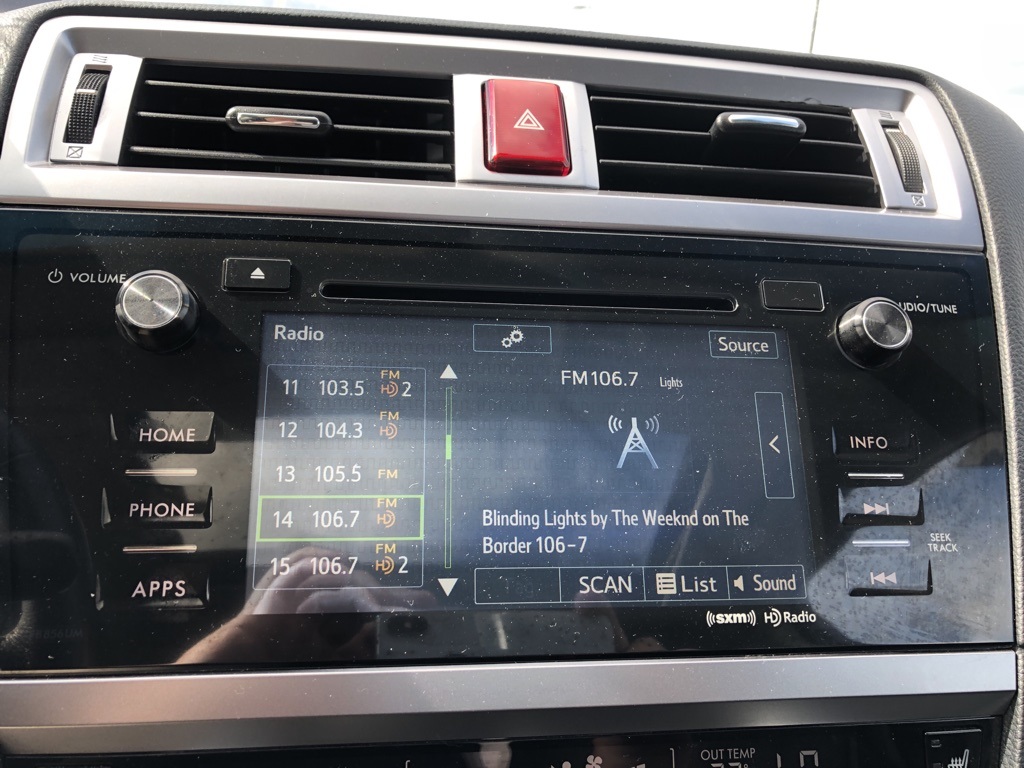 VOLUME
UDIO/TUNE
Radio
Source
11 103.5 FM HD 2
12 104.3 FM HD
13 105.5 FM
14 106.7 FM HD
15 106.7 FM HD 2
FM106.7 Lights
Blinding Lights by The Weeknd on The
Border 106-7
SCAN List Sound
HOME
PHONE
APPS
INFO
SEEK
TRACK
((sxm)) HD Radio
OUT TEMP